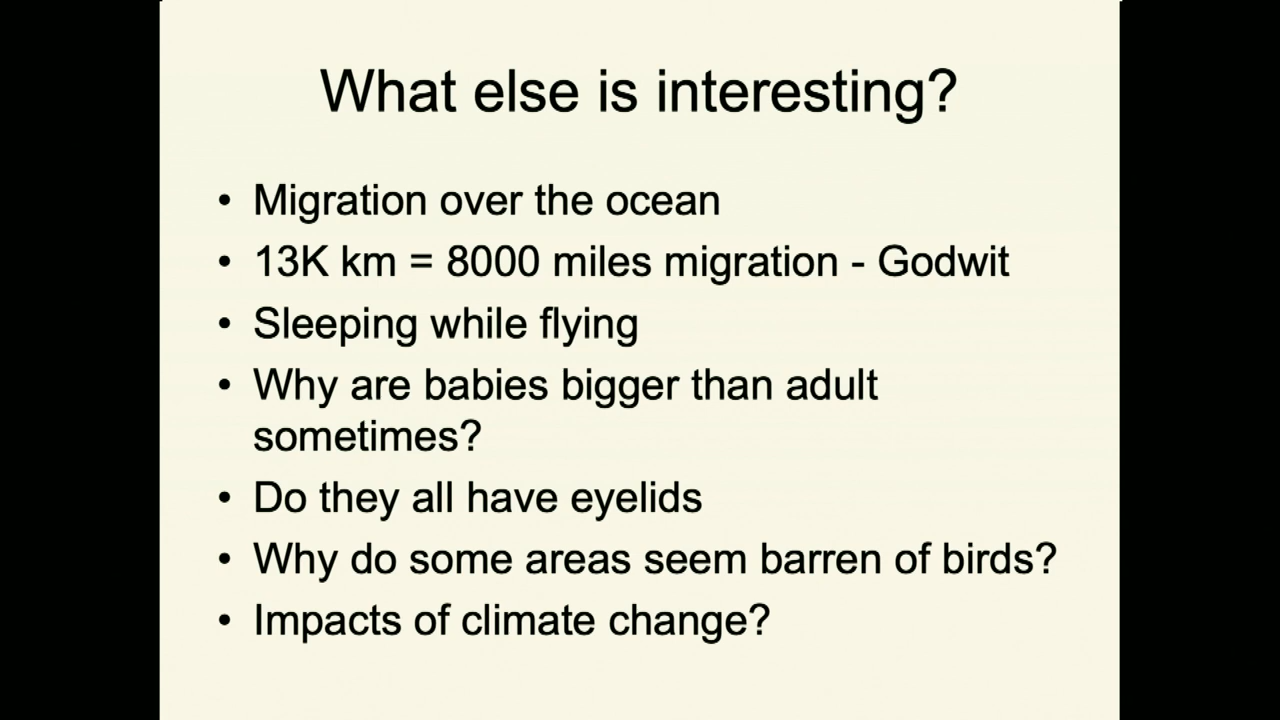 What else is interesting?
• Migration over the ocean
• 13K km = 8000 miles migration - Godwit
• Sleeping while flying
• Why are babies bigger than adult
sometimes?
• Do they all have eyelids
• Why do some areas seem barren of birds?
• Impacts of climate change?